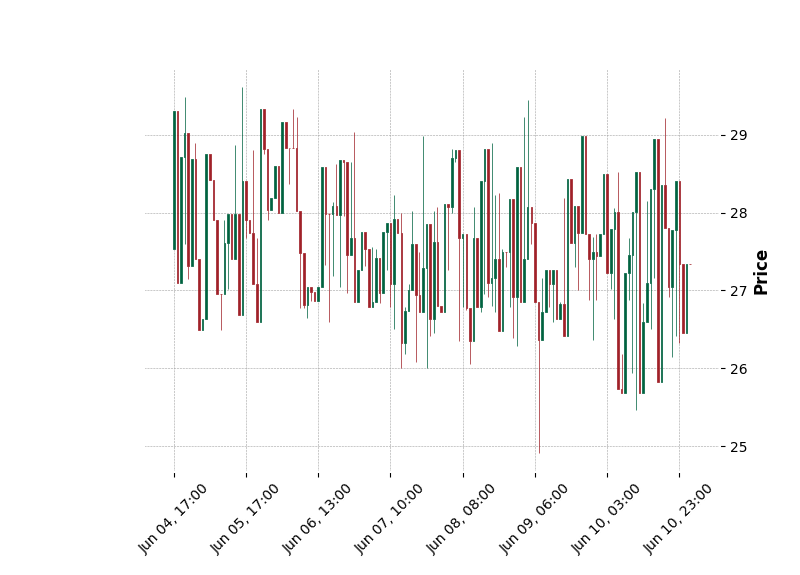 29
28
27
26
25
Price
Jun 04, 17:00
Jun 05, 17:00
Jun 06, 13:00
Jun 07, 10:00
Jun 08, 08:00
Jun 09, 06:00
Jun 10, 03:00
Jun 10, 23:00